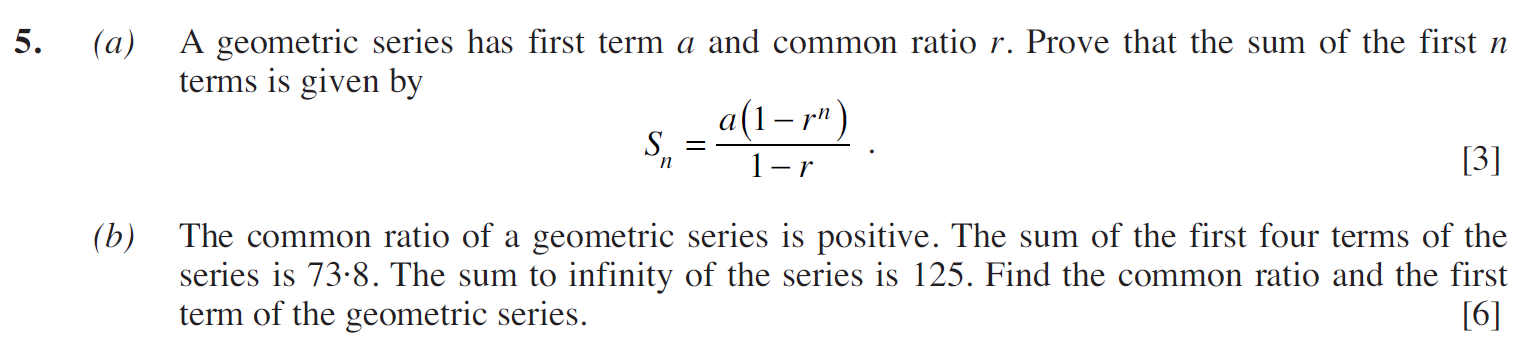 5. (a) A geometric series has first term a and common ratio r. Prove that the sum of the first n
terms is given by
Sₙ = a(1 – rⁿ) / (1 – r) .
[3]
(b) The common ratio of a geometric series is positive. The sum of the first four terms of the
series is 73·8. The sum to infinity of the series is 125. Find the common ratio and the first
term of the geometric series. [6]